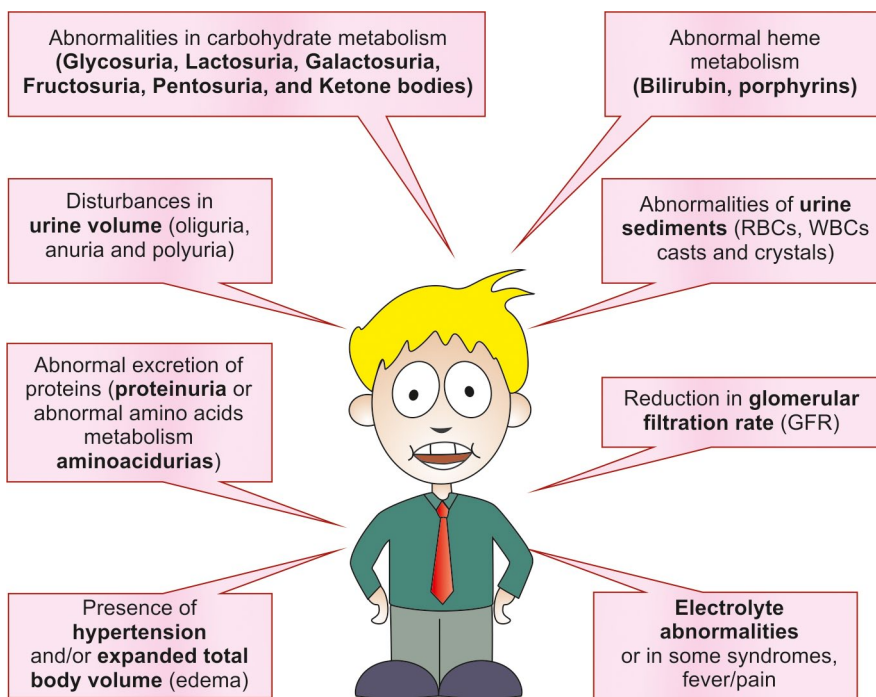 Abnormalities in carbohydrate metabolism
(Glycosuria, Lactosuria, Galactosuria,
Fructosuria, Pentosuria, and Ketone bodies)
Abnormal heme
metabolism
(Bilirubin, porphyrins)
Disturbances in
urine volume (oliguria,
anuria and polyuria)
Abnormalities of urine
sediments (RBCs, WBCs
casts and crystals)
Abnormal excretion of
proteins (proteinuria or
abnormal amino acids
metabolism
aminoacidurias)
Reduction in glomerular
filtration rate (GFR)
Presence of
hypertension
and/or expanded total
body volume (edema)
Electrolyte
abnormalities
or in some syndromes,
fever/pain